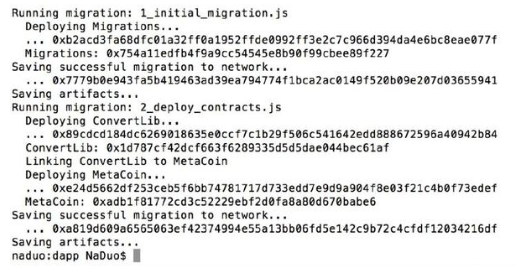 Running migration: 1_initial_migration.js
Deploying Migrations...
... 0xb2acd3fa68dfc01a32ff0a1952ffde0992ff3e2c7c966d394da4e6bc8eae077f
Migrations: 0x754a11edfb4f9a9cc54545e8b90f99cbee89f227
Saving successful migration to network...
... 0x7779b0e943fa5b419463ad39ea794774f1bca2ac0149f520b09e207d03655941
Saving artifacts...
Running migration: 2_deploy_contracts.js
Deploying ConvertLib...
... 0x89cdcd184dc6269018635e0ccf7c1b29f506c541642edd888672596a40942b84
ConvertLib: 0x1d787cf42dcf663f6289335d5d5dae044bec61af
Linking ConvertLib to MetaCoin
Deploying MetaCoin...
... 0xe24d5662df253ceb5f6bb74781717d733edd7e9d9a904f8e03f21c4b0f73edef
MetaCoin: 0xadb1f81772cd3c52229ebf2d0fa8a80d670babe6
Saving successful migration to network...
... 0xa819d609a6565063ef42374994e55a13bb06fd5e142c9b72c4cfdf12034216df
Saving artifacts...
naduo:dapp NaDuo$